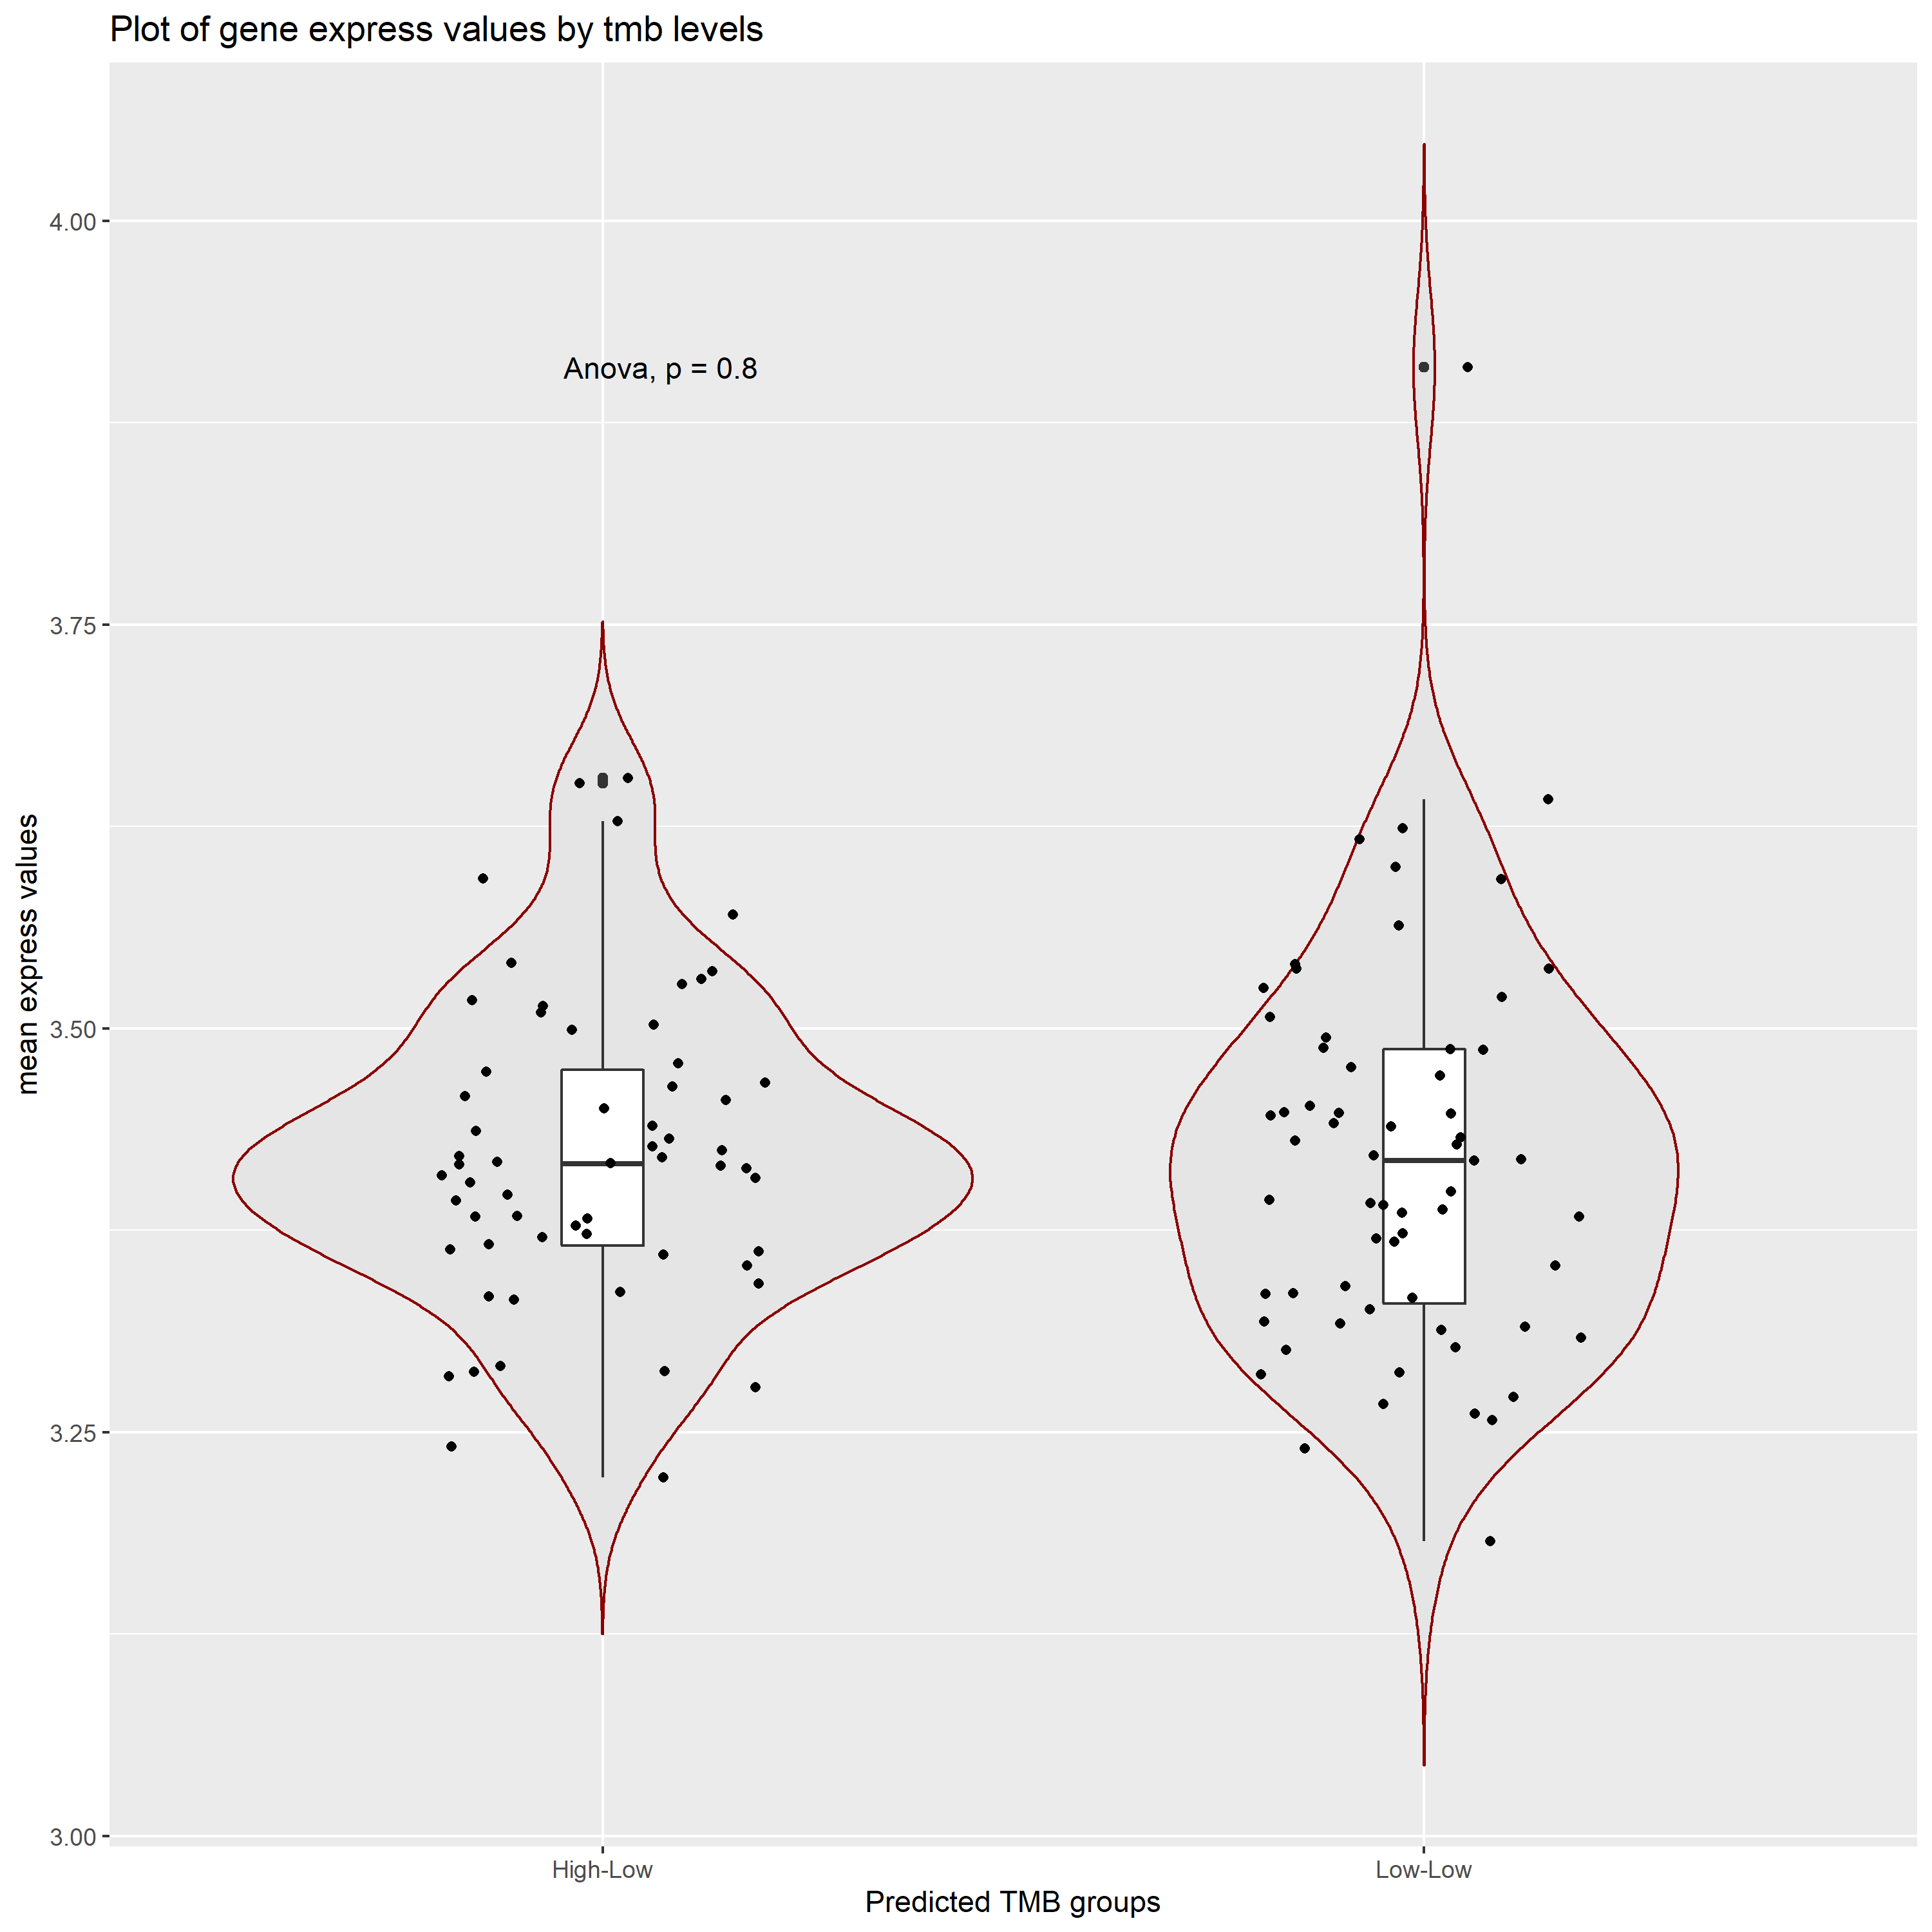 Plot of gene express values by tmb levels
4.00
Anova, p = 0.8
3.75
mean express values
3.50
3.25
3.00
High-Low
Low-Low
Predicted TMB groups